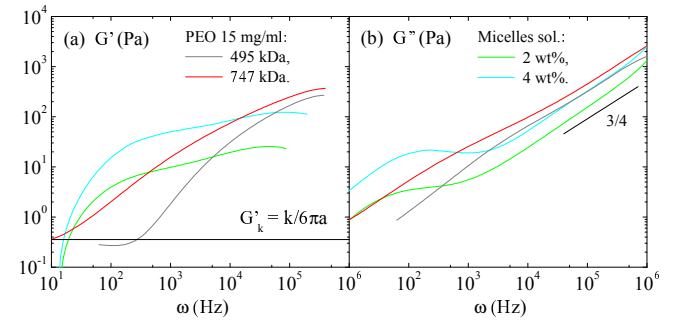 (a) G' (Pa)
PEO 15 mg/ml:
495 kDa,
747 kDa.
(b) G'' (Pa)
Micelles sol.:
2 wt%,
4 wt%.
3/4
G'k = k/6πa
10^4
10^3
10^2
10^1
10^0
10^-1
10^1 10^2 10^3 10^4 10^5 10^6 10^2 10^3 10^4 10^5 10^6
ω (Hz) ω (Hz)